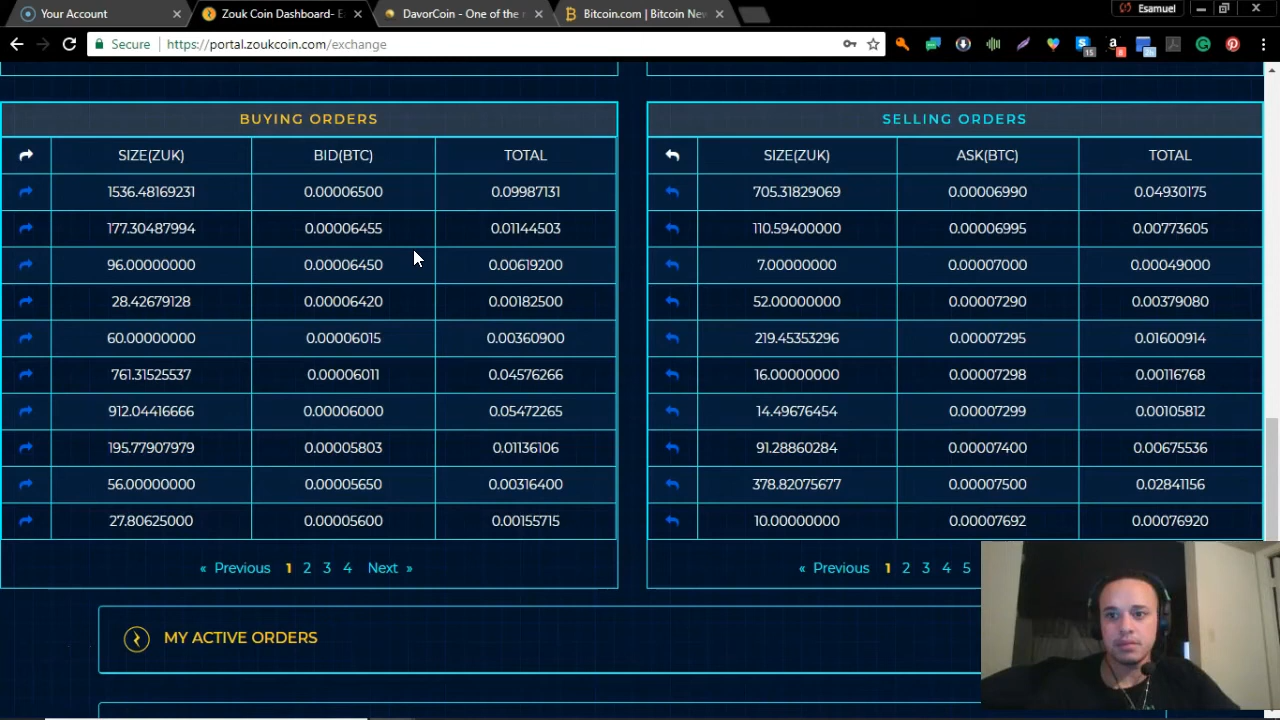 Your Account
Zouk Coin Dashboard- E
DavorCoin - One of the r
Bitcoin.com | Bitcoin Nev
Esamuel
Secure
https://portal.zoukcoin.com/exchange
15
8
BUYING ORDERS
SIZE(ZUK) BID(BTC) TOTAL
1536.48169231 0.00006500 0.09987131
177.30487994 0.00006455 0.01144503
96.00000000 0.00006450 0.00619200
28.42679128 0.00006420 0.00182500
60.00000000 0.00006015 0.00360900
761.31525537 0.00006011 0.04576266
912.04416666 0.00006000 0.05472265
195.77907979 0.00005803 0.01136106
56.00000000 0.00005650 0.00316400
27.80625000 0.00005600 0.00155715
« Previous 1 2 3 4 Next »
SELLING ORDERS
SIZE(ZUK) ASK(BTC) TOTAL
705.31829069 0.00006990 0.04930175
110.59400000 0.00006995 0.00773605
7.00000000 0.00007000 0.00049000
52.00000000 0.00007290 0.00379080
219.45353296 0.00007295 0.01600914
16.00000000 0.00007298 0.00116768
14.49676454 0.00007299 0.00105812
91.28860284 0.00007400 0.00675536
378.82075677 0.00007500 0.02841156
10.00000000 0.00007692 0.00076920
« Previous 1 2 3 4 5
MY ACTIVE ORDERS